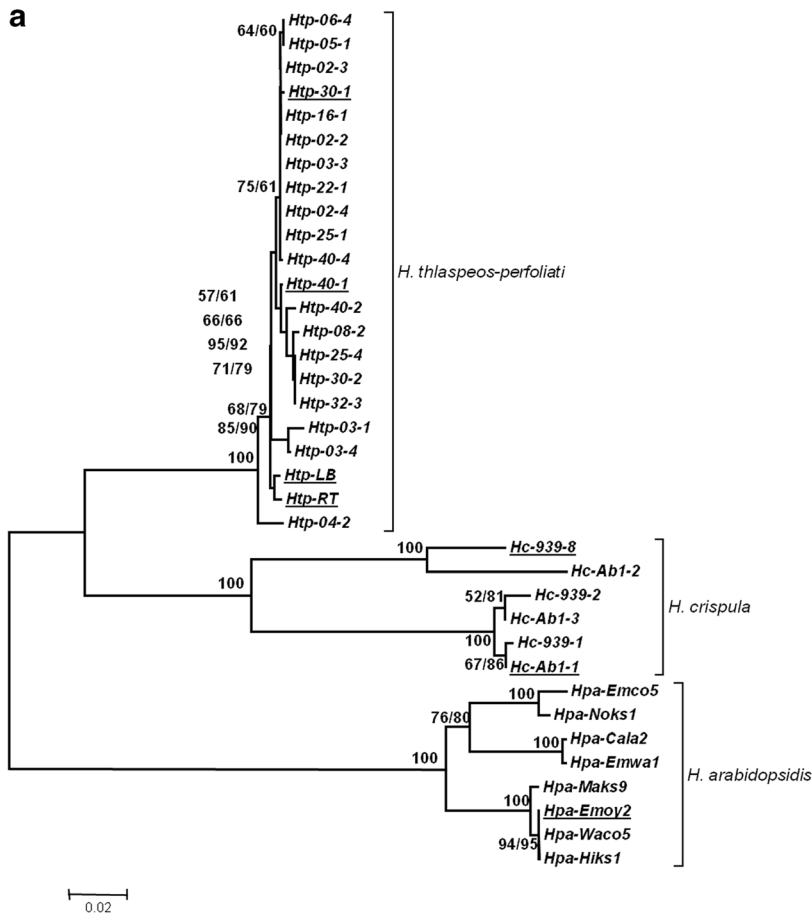 a
64/60
Htp-06-4
Htp-05-1
Htp-02-3
Htp-30-1
Htp-16-1
Htp-02-2
Htp-03-3
75/61
Htp-22-1
Htp-02-4
Htp-25-1
Htp-40-4
H. thlaspeos-perfoliati
Htp-40-1
57/61
Htp-40-2
66/66
Htp-08-2
95/92
Htp-25-4
71/79
Htp-30-2
Htp-32-3
68/79
85/90
Htp-03-1
Htp-03-4
100
Htp-LB
Htp-RT
Htp-04-2
100
Hc-939-8
Hc-Ab1-2
100
52/81
Hc-939-2
H. crispula
Hc-Ab1-3
100
Hc-939-1
67/86
Hc-Ab1-1
100
Hpa-Emco5
76/80
Hpa-Noks1
100
Hpa-Cala2
100
Hpa-Emwa1
H. arabidopsidis
Hpa-Maks9
100
Hpa-Emoy2
Hpa-Waco5
94/95
Hpa-Hiks1
0.02